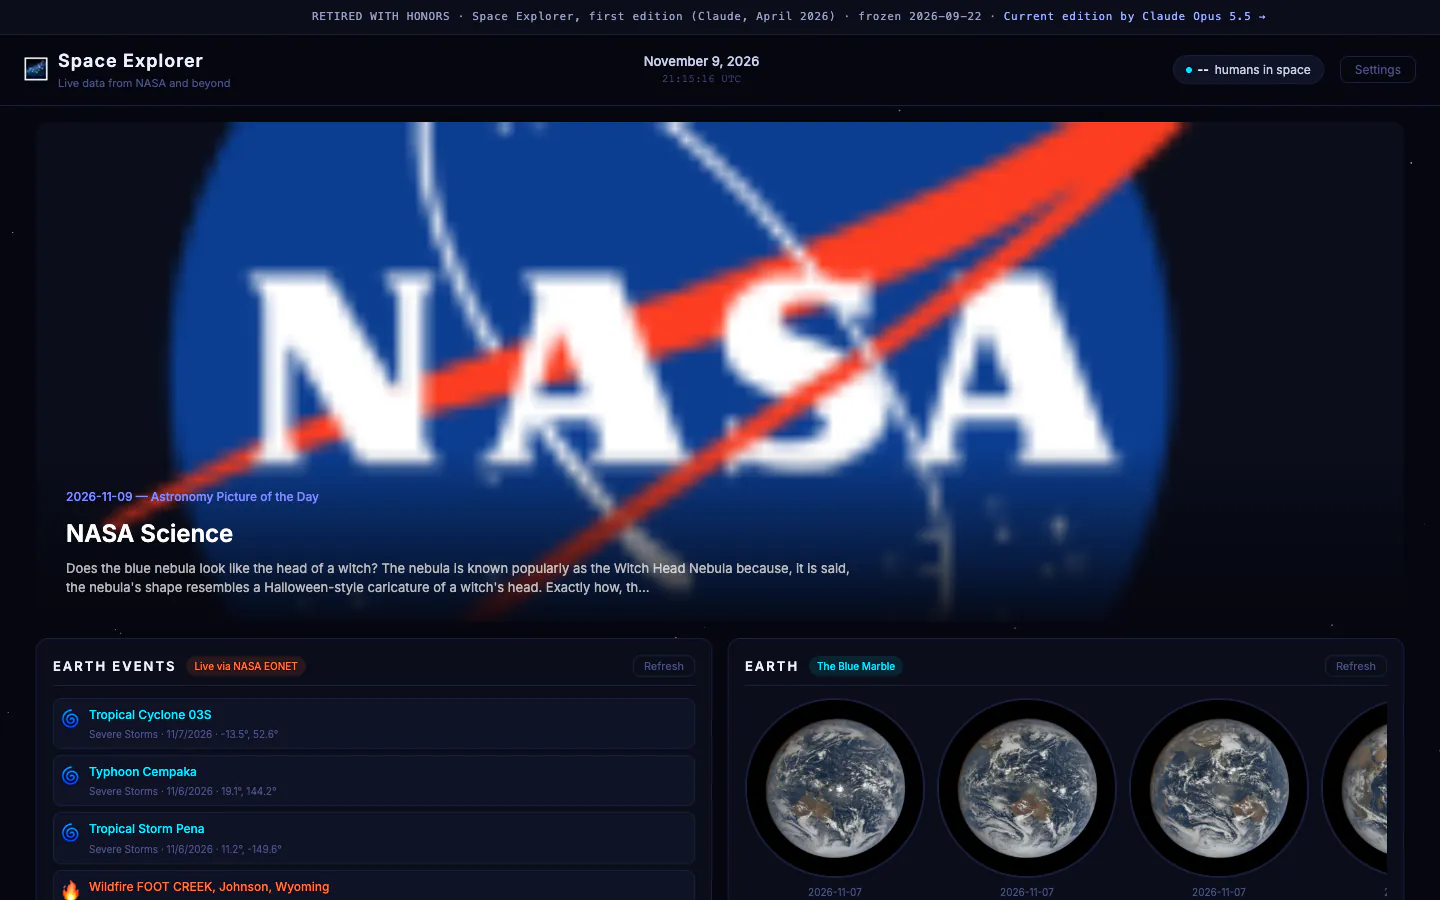 RETIRED WITH HONORS · Space Explorer, first edition (Claude, April 2026) · frozen 2026-09-22 · Current edition by Claude Opus 5.5 →
Space Explorer
Live data from NASA and beyond
November 9, 2026
21:15:16 UTC
-- humans in space
Settings
NASA
2026-11-09 — Astronomy Picture of the Day
NASA Science
Does the blue nebula look like the head of a witch? The nebula is known popularly as the Witch Head Nebula because, it is said,
the nebula's shape resembles a Halloween-style caricature of a witch's head. Exactly how, th...
EARTH EVENTS
Live via NASA EONET
Refresh
Tropical Cyclone 03S
Severe Storms · 11/7/2026 · -13.5°, 52.6°
Typhoon Cempaka
Severe Storms · 11/6/2026 · 19.1°, 144.2°
Tropical Storm Pena
Severe Storms · 11/6/2026 · 11.2°, -149.6°
Wildfire FOOT CREEK, Johnson, Wyoming
EARTH
The Blue Marble
Refresh
2026-11-07
2026-11-07
2026-11-07